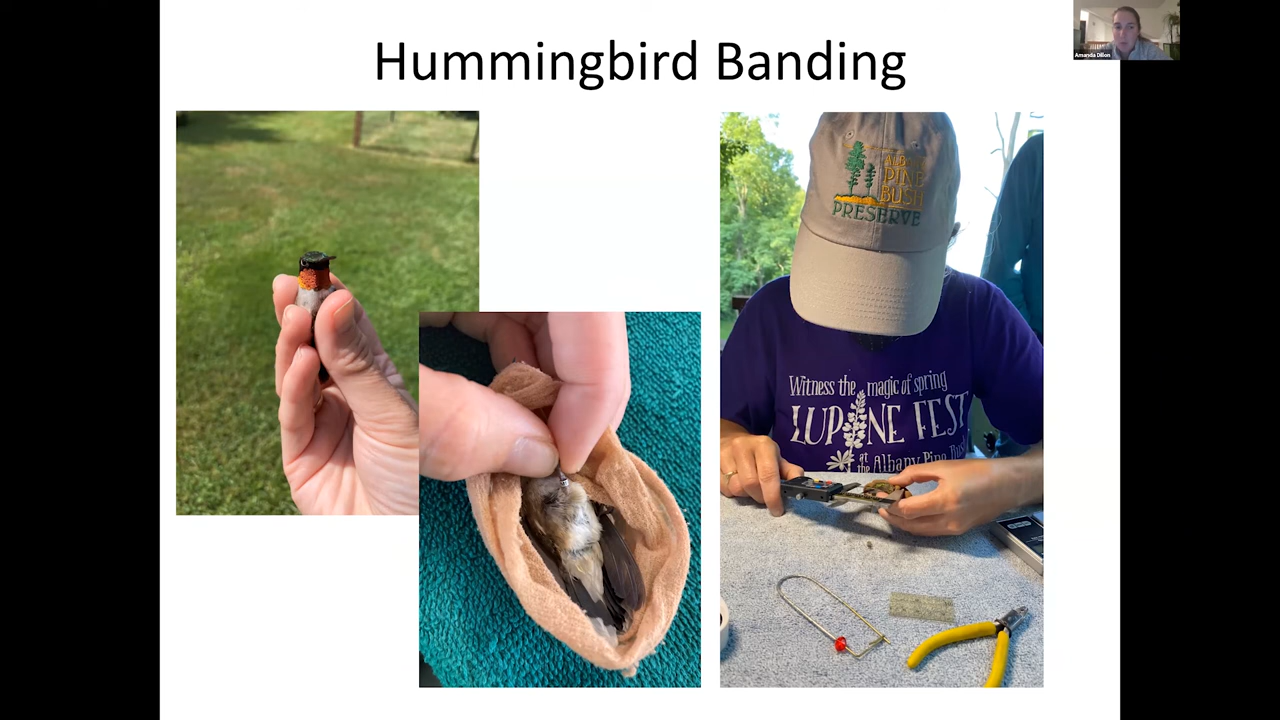 Hummingbird Banding
Amanda Dillon
ALBANY
PINE
BUSH
PRESERVE
Witness the magic of spring
LUPINE FEST
at
the Albany Pine Bush